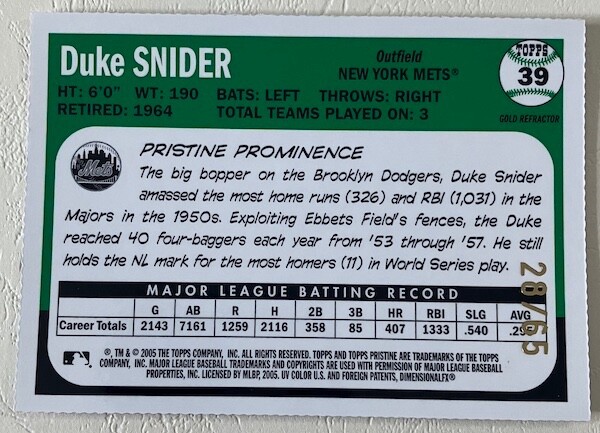 Duke SNIDER
Outfield
NEW YORK METS®
TOPPS
39
GOLD REFRACTOR
HT: 6'0" WT: 190 BATS: LEFT THROWS: RIGHT
RETIRED: 1964 TOTAL TEAMS PLAYED ON: 3
Mets
PRISTINE PROMINENCE
The big bopper on the Brooklyn Dodgers, Duke Snider
amassed the most home runs (326) and RBI (1,031) in the
Majors in the 1950s. Exploiting Ebbets Field's fences, the Duke
reached 40 four-baggers each year from '53 through '57. He still
holds the NL mark for the most homers (11) in World Series play.
28/65
MAJOR LEAGUE BATTING RECORD
G AB R H 2B 3B HR RBI SLG AVG
Career Totals 2143 7161 1259 2116 358 85 407 1333 .540
®, TM & © 2005 THE TOPPS COMPANY, INC. ALL RIGHTS RESERVED. TOPPS AND TOPPS PRISTINE ARE TRADEMARKS OF THE TOPPS
COMPANY, INC. MAJOR LEAGUE BASEBALL TRADEMARKS AND COPYRIGHTS ARE USED WITH PERMISSION OF MAJOR LEAGUE BASEBALL
PROPERTIES, INC. LICENSED BY MLBP, 2005. UV COLOR U.S. AND FOREIGN PATENTS, DIMENSIONALFX®